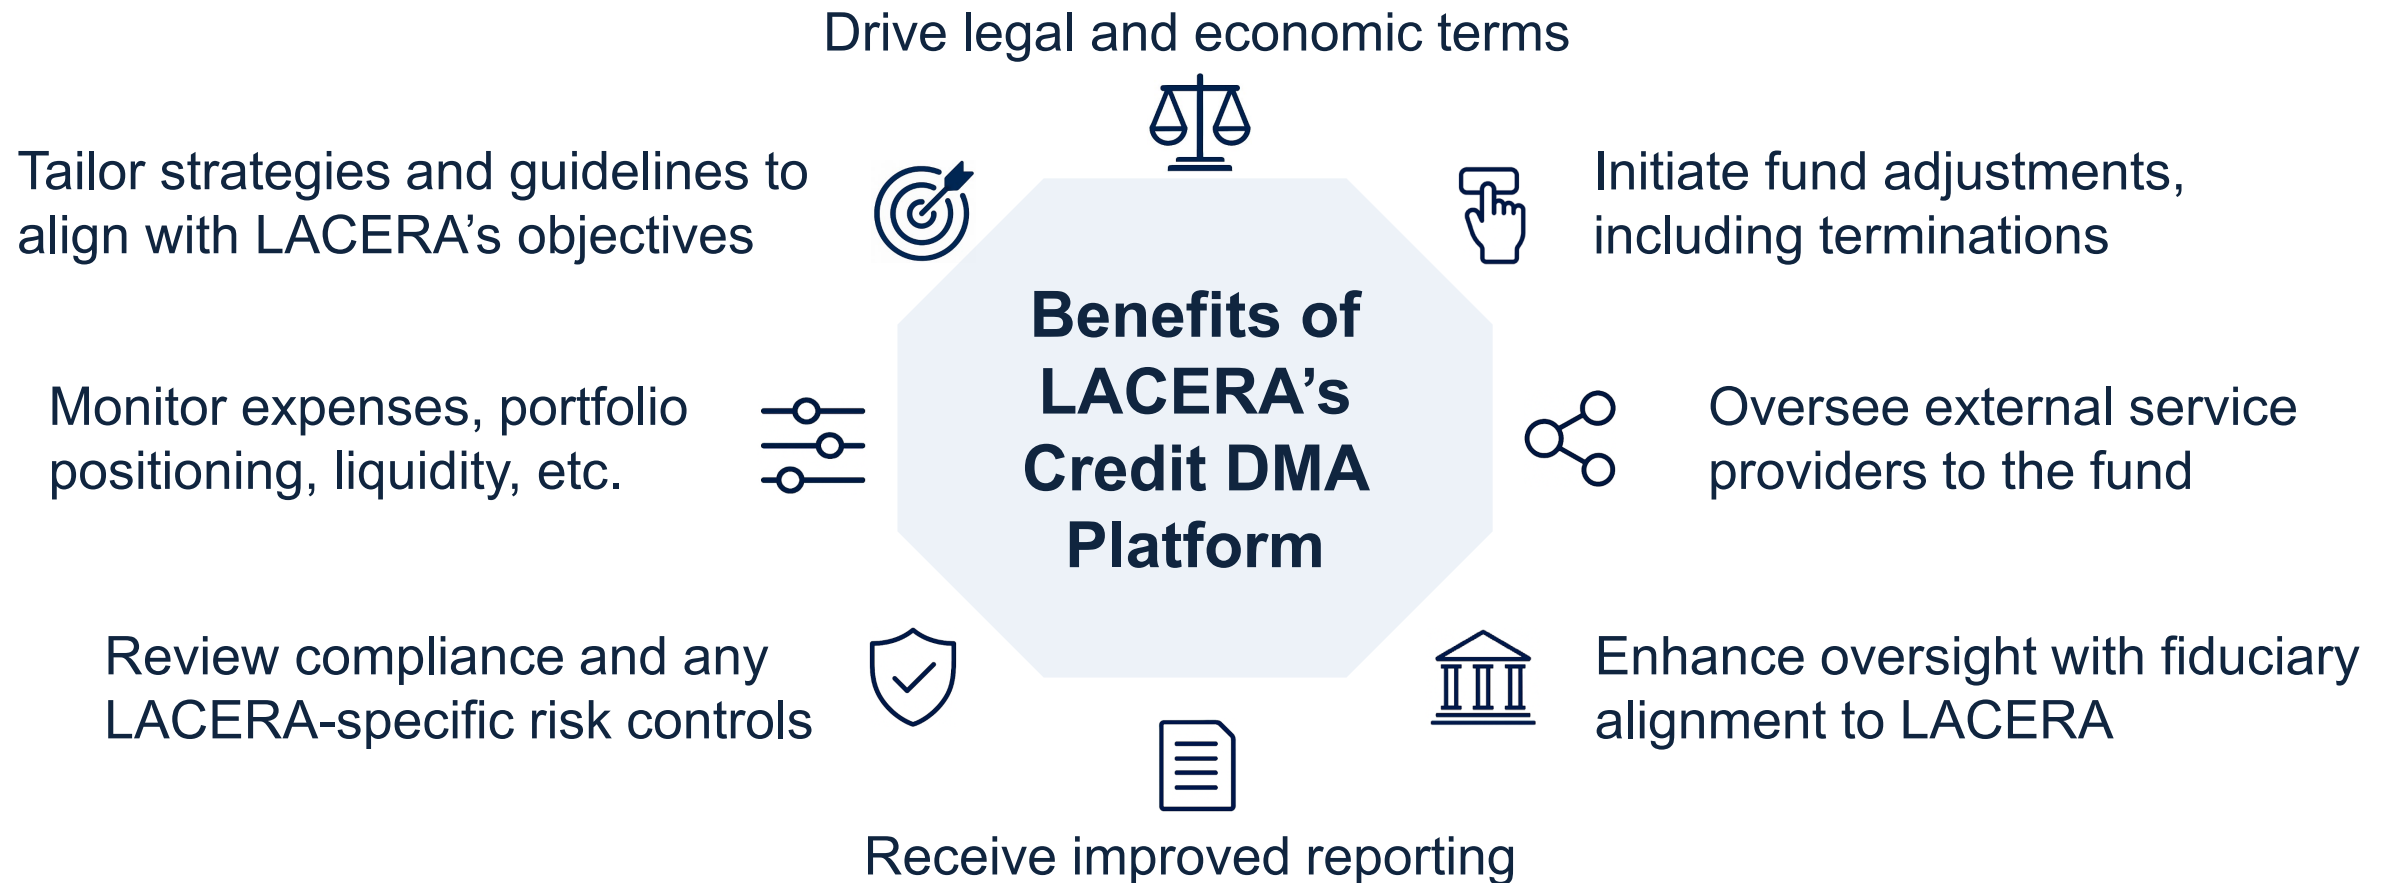 Drive legal and economic terms
Tailor strategies and guidelines to
align with LACERA’s objectives
Initiate fund adjustments,
including terminations
Benefits of
LACERA’s
Credit DMA
Platform
Monitor expenses, portfolio
positioning, liquidity, etc.
Oversee external service
providers to the fund
Review compliance and any
LACERA-specific risk controls
Enhance oversight with fiduciary
alignment to LACERA
Receive improved reporting